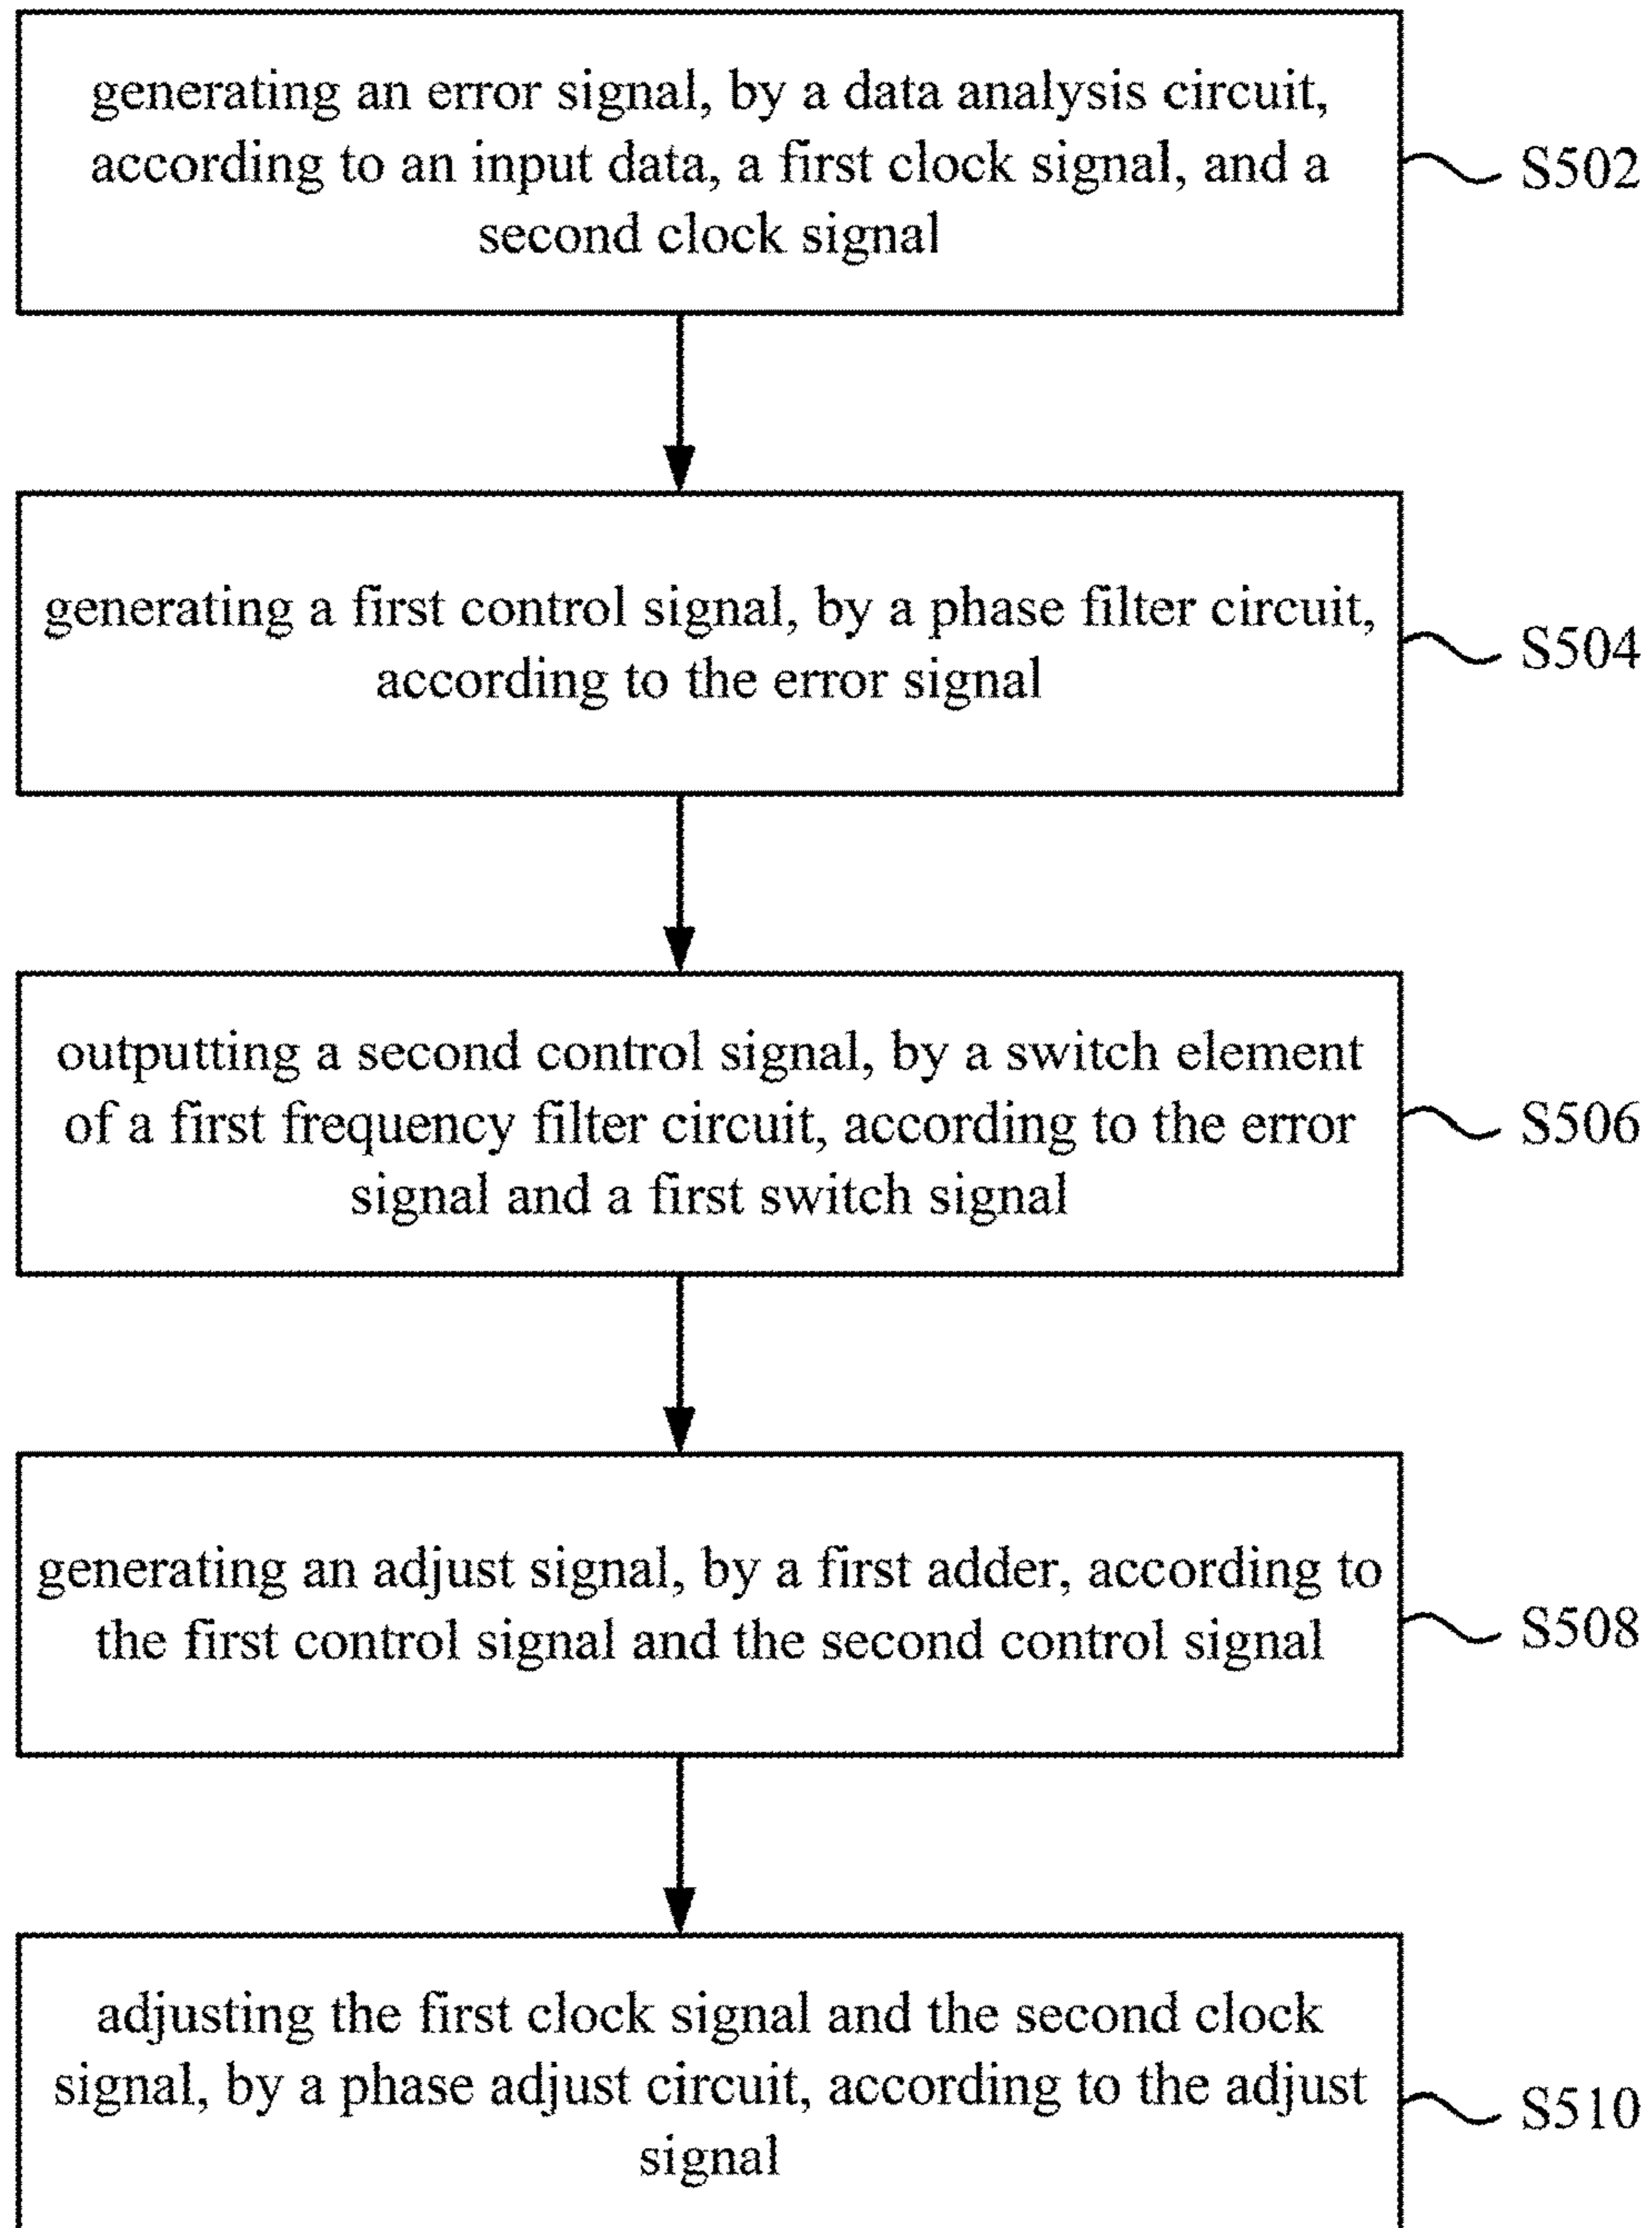 generating an error signal, by a data analysis circuit,
according to an input data, a first clock signal, and a
second clock signal
S502
generating a first control signal, by a phase filter circuit,
according to the error signal
S504
outputting a second control signal, by a switch element
of a first frequency filter circuit, according to the error
signal and a first switch signal
S506
generating an adjust signal, by a first adder, according to
the first control signal and the second control signal
S508
adjusting the first clock signal and the second clock
signal, by a phase adjust circuit, according to the adjust
signal
S510